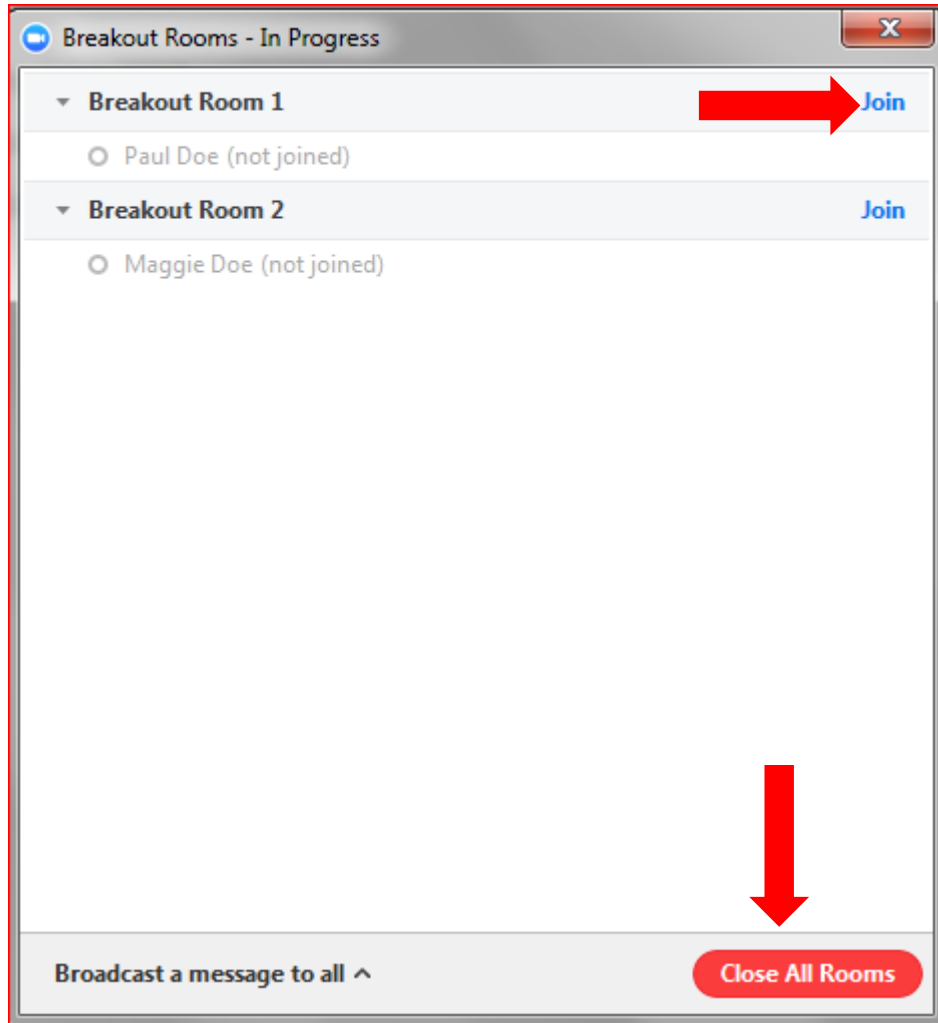 Breakout Rooms - In Progress
Breakout Room 1 Join
Paul Doe (not joined)
Breakout Room 2 Join
Maggie Doe (not joined)
Broadcast a message to all Close All Rooms